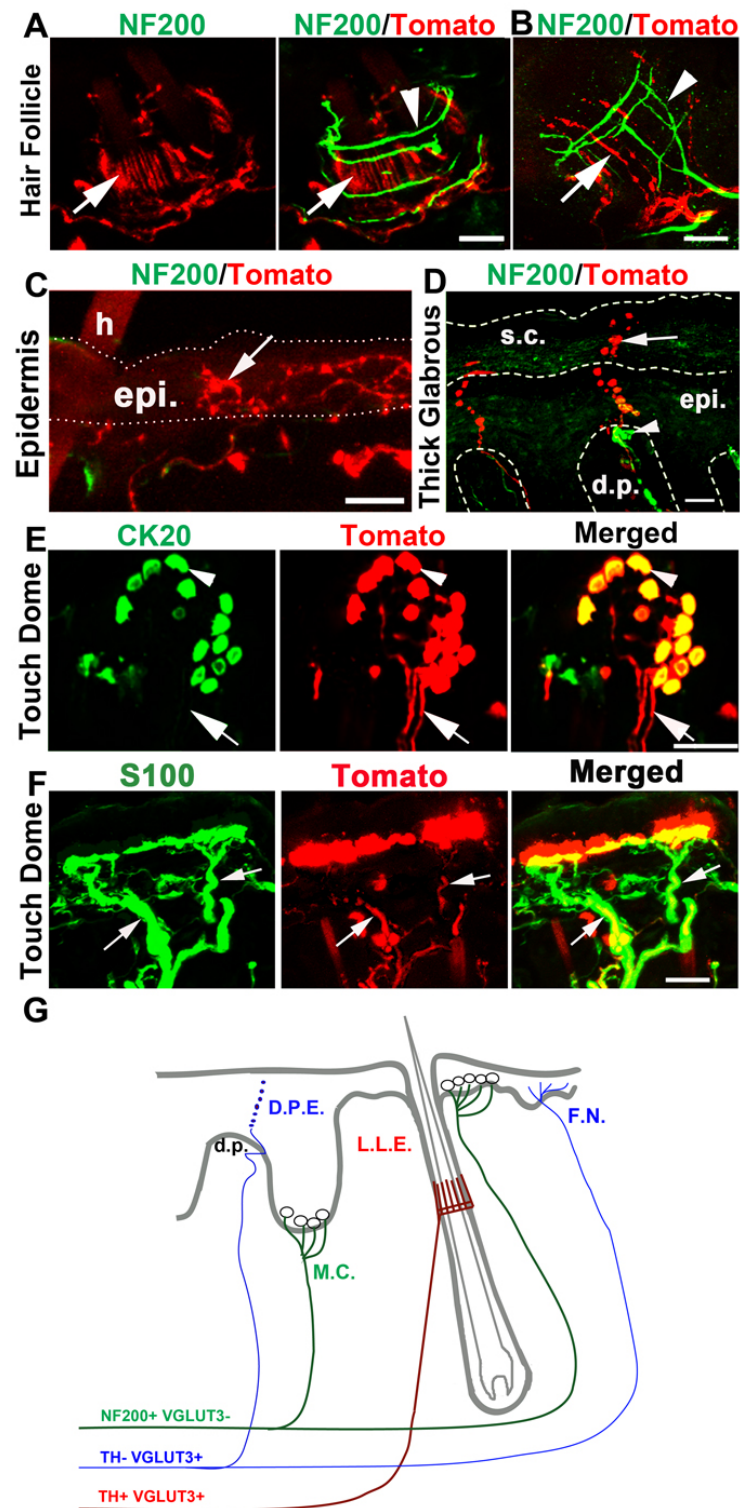 A NF200 NF200/Tomato B NF200/Tomato
Hair Follicle
C NF200/Tomato D NF200/Tomato
Epidermis
h
epi.
Thick Glabrous
s.c.
epi.
d.p.
E CK20 Tomato Merged
Touch Dome
F S100 Tomato Merged
Touch Dome
G
D.P.E.
d.p.
L.L.E.
F.N.
M.C.
NF200+ VGLUT3-
TH- VGLUT3+
TH+ VGLUT3+